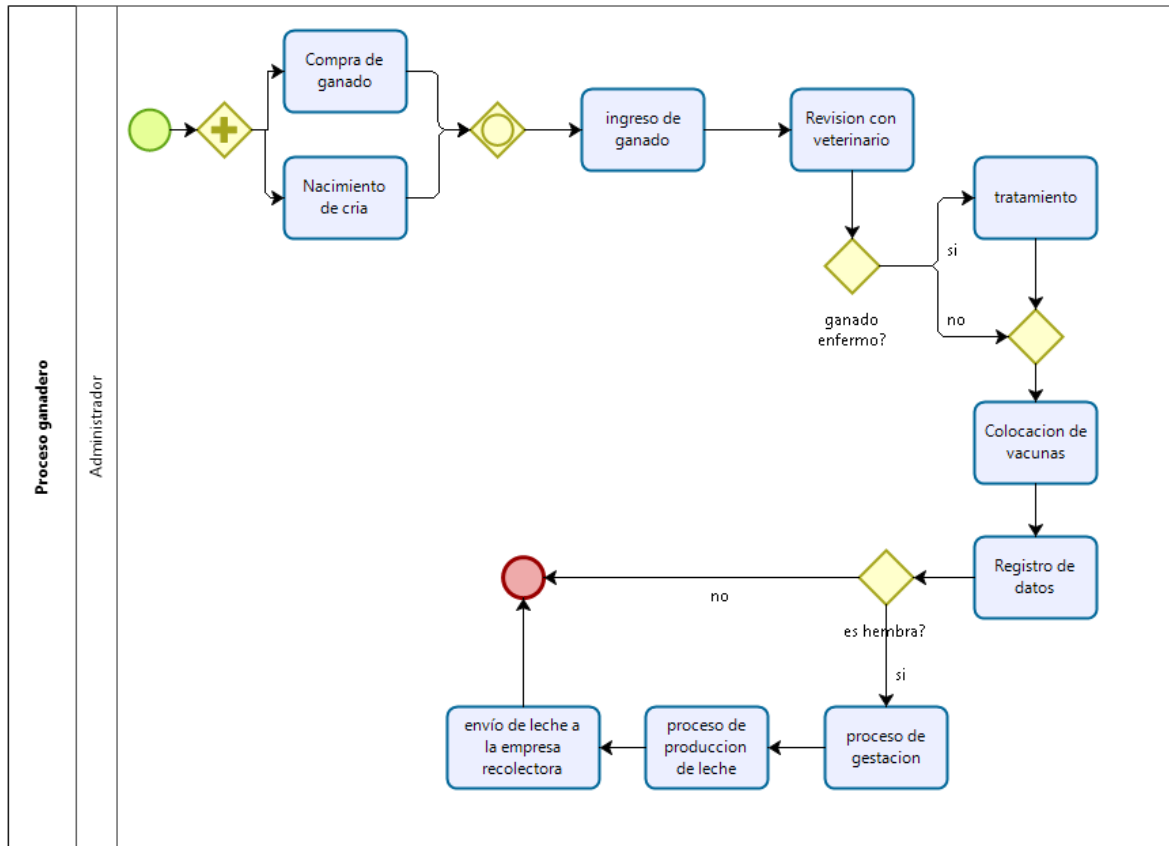 Proceso ganadero
Administrador
Compra de
ganado
Nacimiento
de cria
ingreso de
ganado
Revision con
veterinario
ganado
enfermo?
si
no
tratamiento
Colocacion de
vacunas
Registro de
datos
es hembra?
no
si
proceso de
gestacion
proceso de
produccion
de leche
envío de leche a
la empresa
recolectora